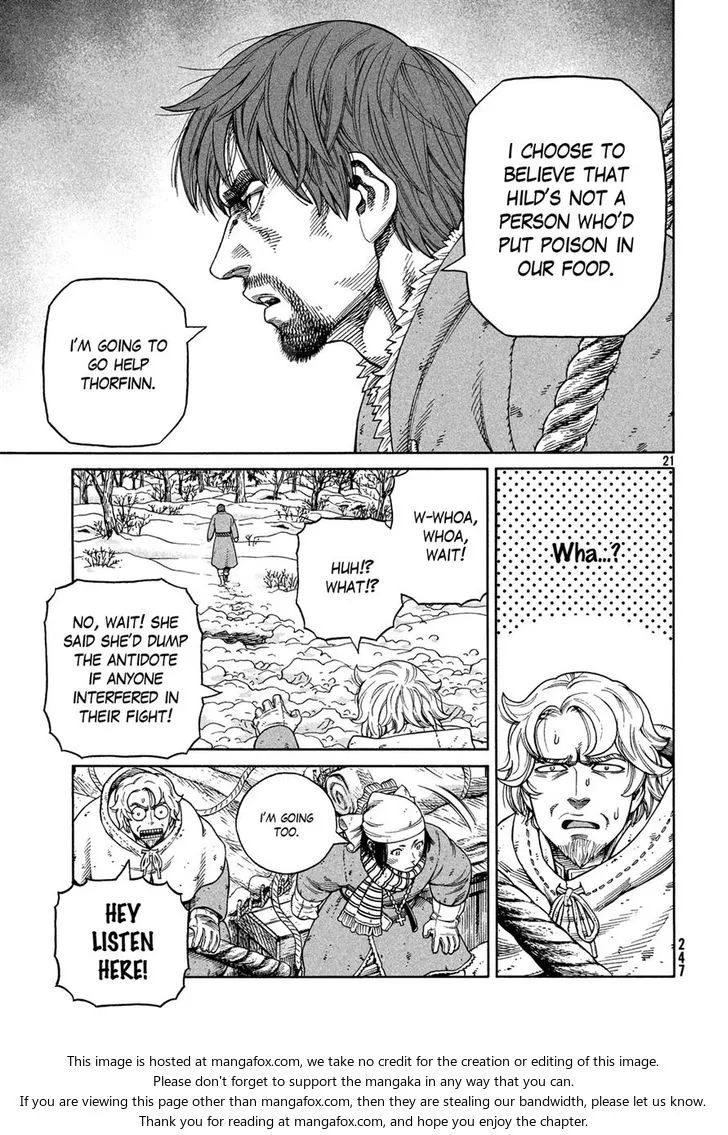 I CHOOSE TO
BELIEVE THAT
HILD'S NOT A
PERSON WHO'D
PUT POISON IN
OUR FOOD.
I'M GOING TO
GO HELP
THORFINN.
21
Wha...?
W-WHOA,
WHOA,
WAIT!
HUH!?
WHAT!?
NO, WAIT! SHE
SAID SHE'D DUMP
THE ANTIDOTE
IF ANYONE
INTERFERED IN
THEIR FIGHT!
I'M GOING
TOO.
HEY
LISTEN
HERE!
247
This image is hosted at mangafox.com, we take no credit for the creation or editing of this image.
Please don't forget to support the mangaka in any way that you can.
If you are viewing this page other than mangafox.com, then they are stealing our bandwidth, please let us know.
Thank you for reading at mangafox.com, and hope you enjoy the chapter.